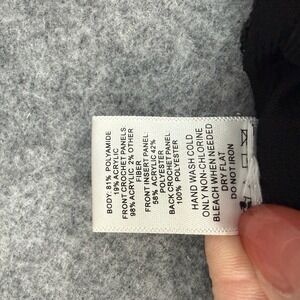 BODY: 81% POLYAMIDE
19% ACRYLIC
FRONT CROCHET PANELS
98% ACRYLIC 2% OTHER
FIBER
FRONT INSERT PANEL:
58% ACRYLIC 42%
POLYESTER
BACK CROCHET PANEL:
100% POLYESTER
HAND WASH COLD
ONLY NON-CHLORINE
BLEACH WHEN NEEDED
DRY FLAT
DO NOT IRON